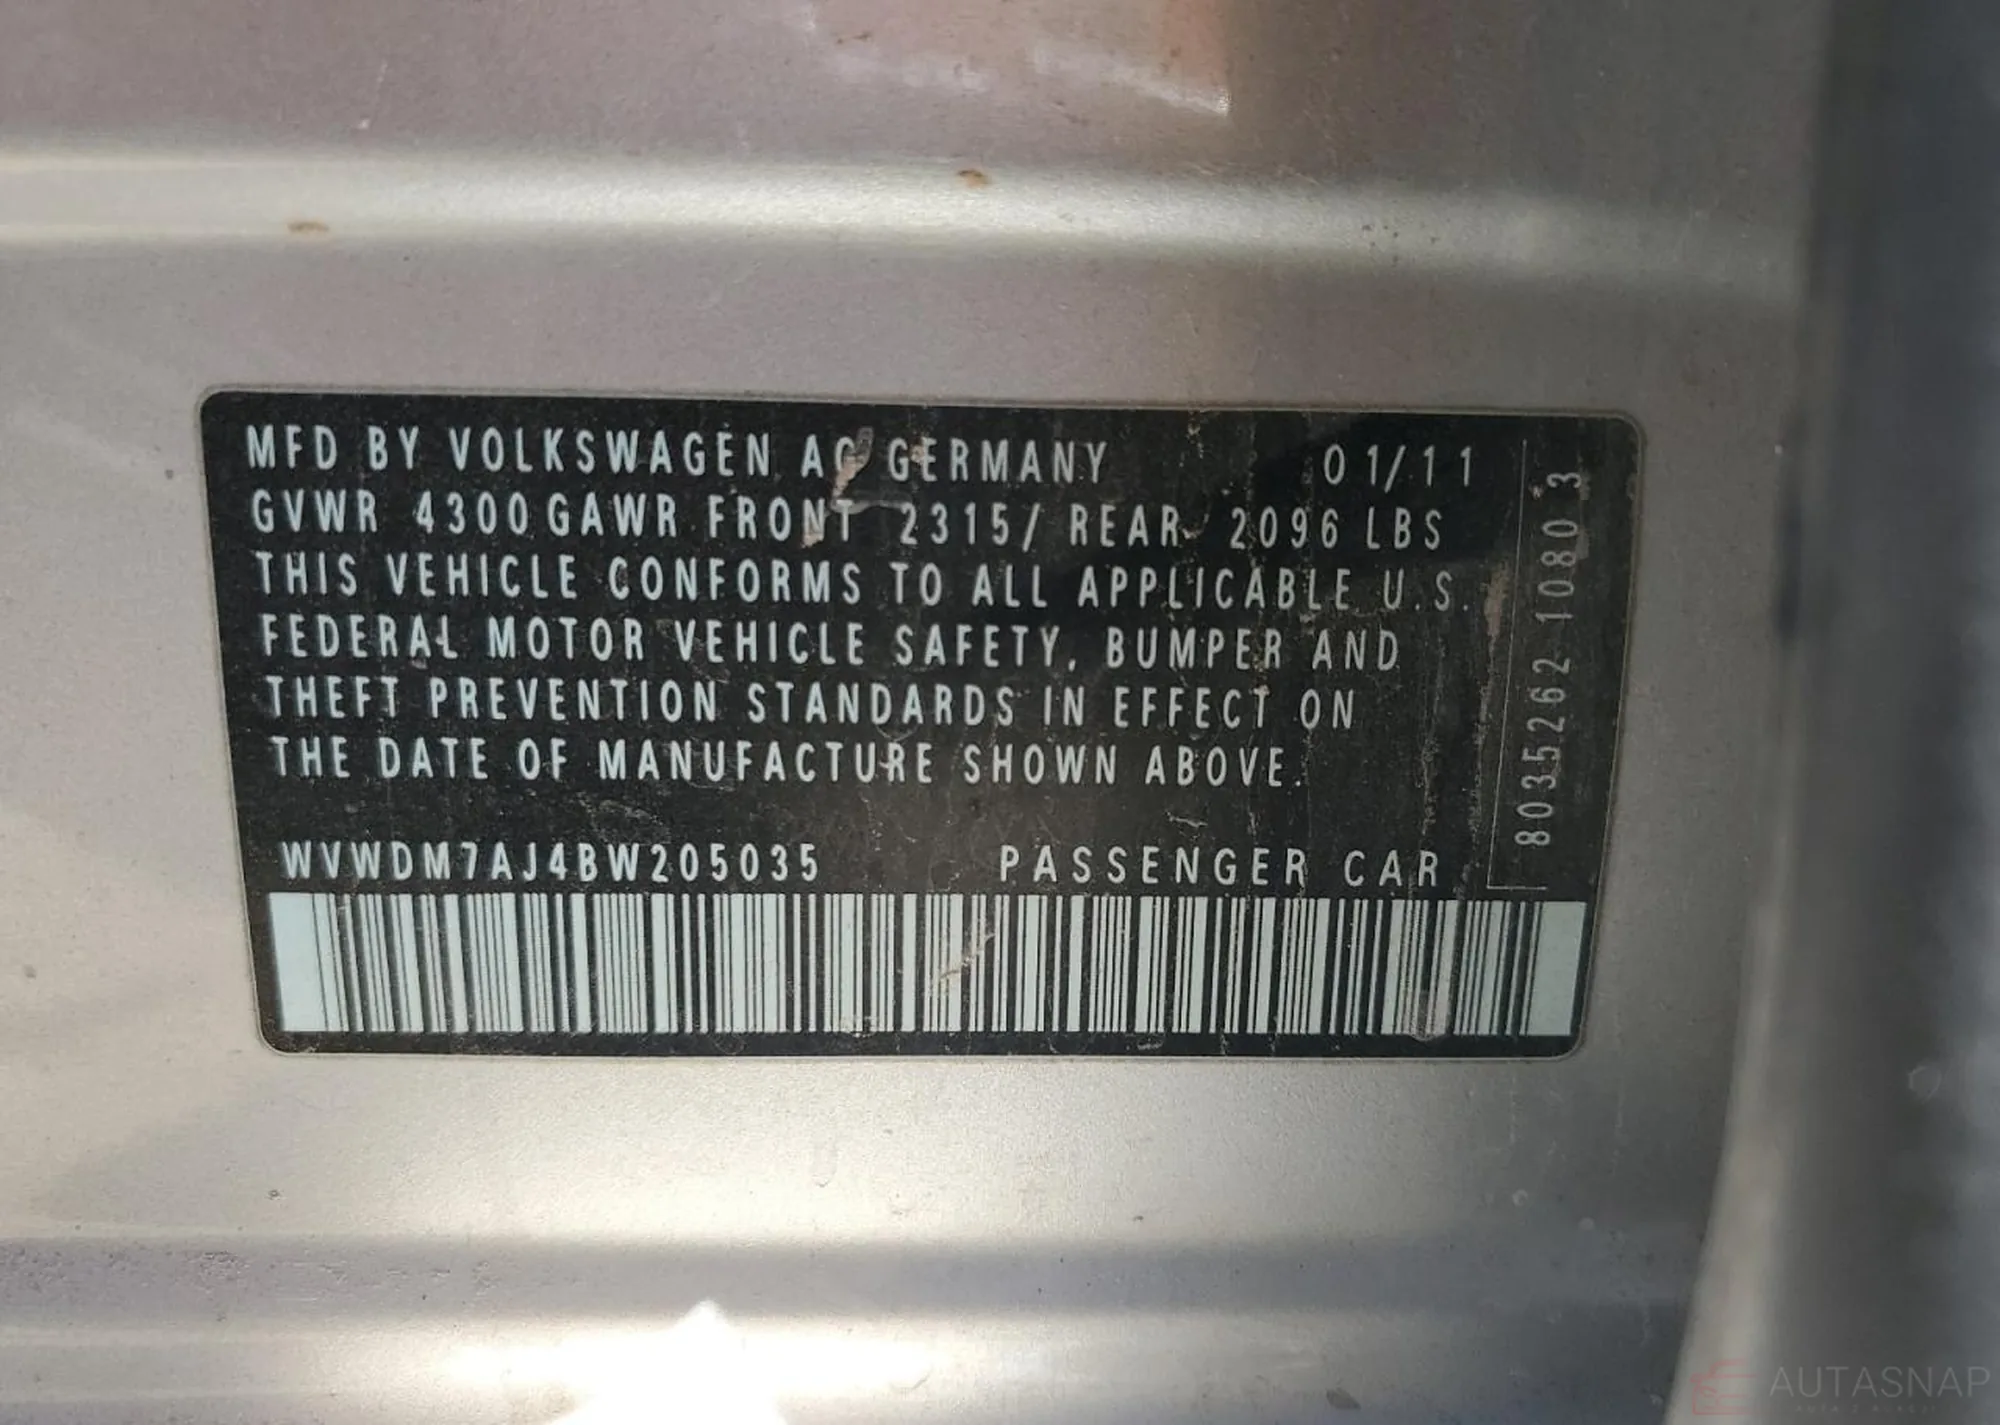 MFD BY VOLKSWAGEN AG GERMANY 01/11
GVWR 4300 GAWR FRONT 2315/ REAR 2096 LBS
THIS VEHICLE CONFORMS TO ALL APPLICABLE U.S.
FEDERAL MOTOR VEHICLE SAFETY, BUMPER AND
THEFT PREVENTION STANDARDS IN EFFECT ON
THE DATE OF MANUFACTURE SHOWN ABOVE.
WVWDM7AJ4BW205035 PASSENGER CAR
8035262 10803
AUTASNAP